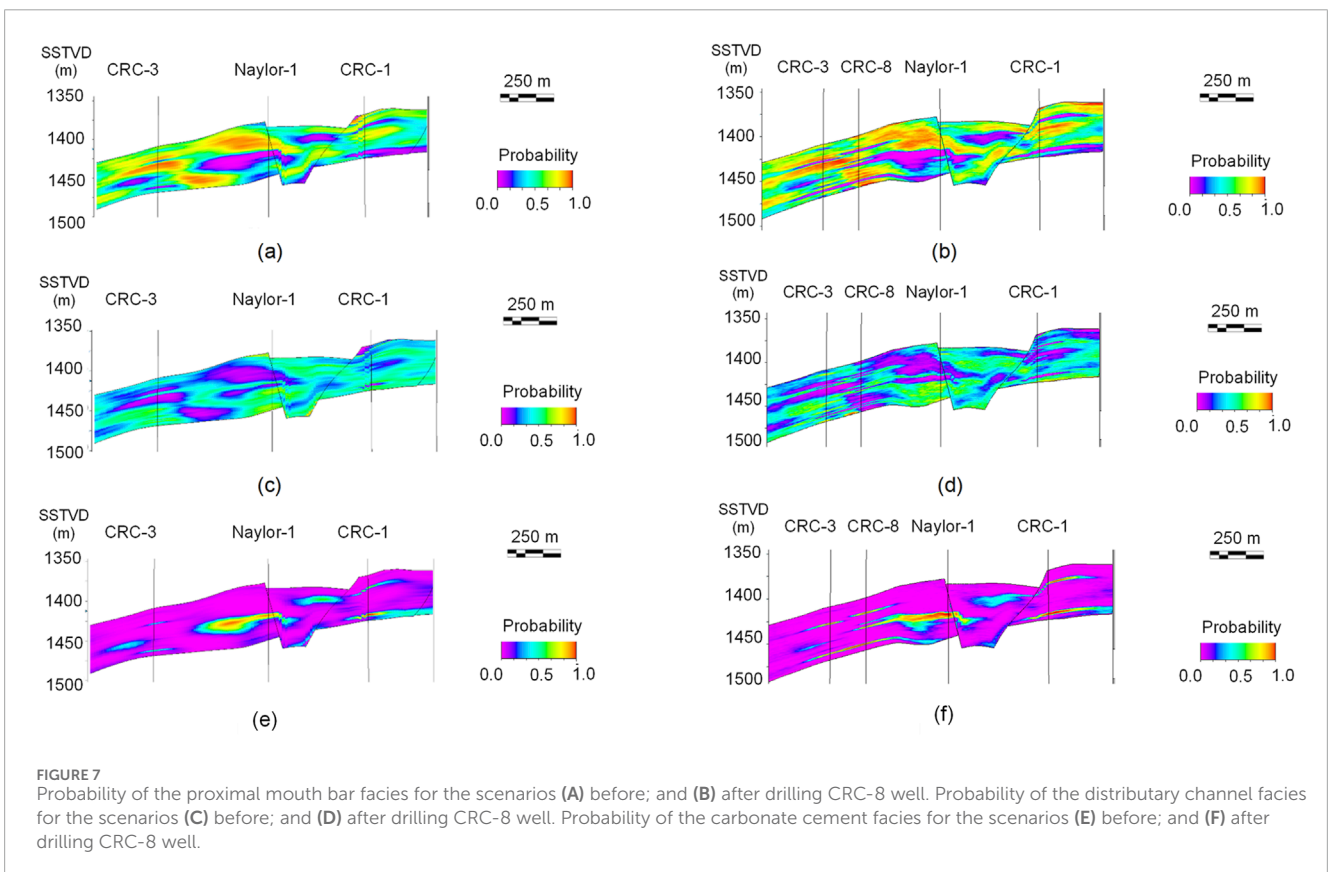 SSTVD
(m)
CRC-3 Naylor-1 CRC-1
1350
1400
1450
1500
250 m
Probability
0.0 0.5 1.0
(a)
SSTVD
(m)
CRC-3 CRC-8 Naylor-1 CRC-1
1350
1400
1450
1500
250 m
Probability
0.0 0.5 1.0
(b)
SSTVD
(m)
CRC-3 Naylor-1 CRC-1
1350
1400
1450
1500
250 m
Probability
0.0 0.5 1.0
(c)
SSTVD
(m)
CRC-3 CRC-8 Naylor-1 CRC-1
1350
1400
1450
1500
250 m
Probability
0.0 0.5 1.0
(d)
SSTVD
(m)
CRC-3 Naylor-1 CRC-1
1350
1400
1450
1500
250 m
Probability
0.0 0.5 1.0
(e)
SSTVD
(m)
CRC-3 CRC-8 Naylor-1 CRC-1
1350
1400
1450
1500
250 m
Probability
0.0 0.5 1.0
(f)
FIGURE 7
Probability of the proximal mouth bar facies for the scenarios (A) before; and (B) after drilling CRC-8 well. Probability of the distributary channel facies
for the scenarios (C) before; and (D) after drilling CRC-8 well. Probability of the carbonate cement facies for the scenarios (E) before; and (F) after
drilling CRC-8 well.